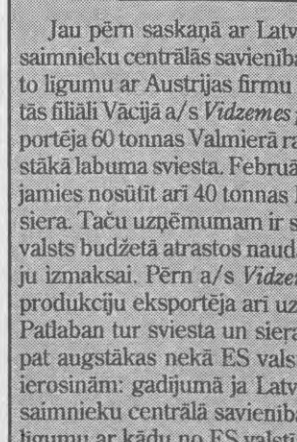 Jau pērn saskaņā ar Latv
saimnieku centrālās savienība
to līgumu ar Austrijas firmu
tās filiāli Vācijā a/s Vidzemes
portēja 60 tonnas Valmierā ra
stākā labuma sviesta. Februā
jamies nosūtīt arī 40 tonnas
siera. Taču uzņēmumam ir s
valsts budžetā atrastos naud
ju izmaksai. Pērn a/s Vidze
produkciju eksportēja arī uz
Patlaban tur sviesta un siera
pat augstākas nekā ES vals
ierosinām: gadījumā ja Latv
saimnieku centrālā savienība
līgumu ar kādu no ES valstī